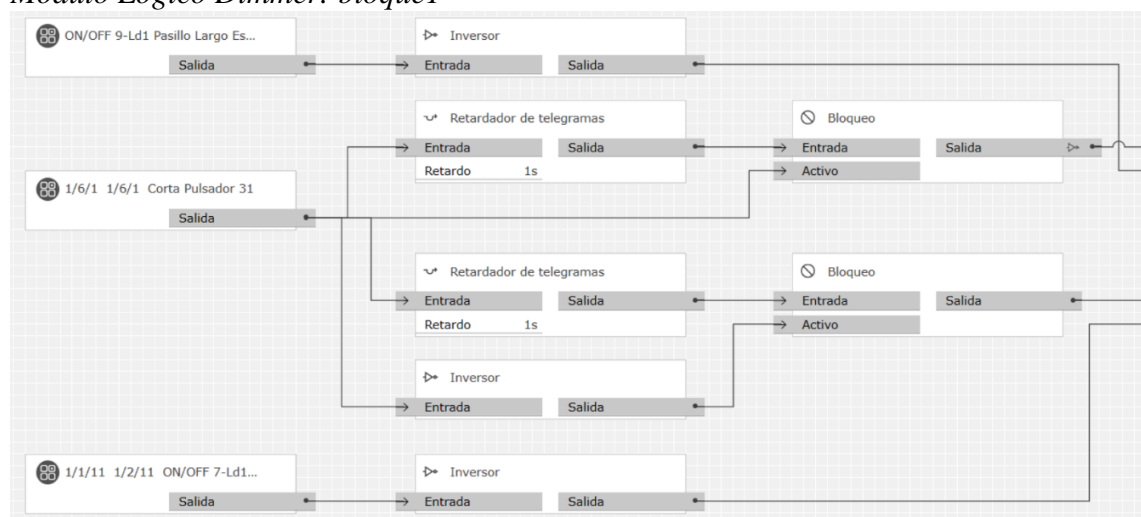 Módulo Lógico Dimmer: bloque1
ON/OFF 9-Ld1 Pasillo Largo Es...
Salida
Inversor
Entrada Salida
Retardador de telegramas
Entrada Salida
Retardo 1s
Bloqueo
Entrada Salida
Activo
1/6/1 1/6/1 Corta Pulsador 31
Salida
Retardador de telegramas
Entrada Salida
Retardo 1s
Bloqueo
Entrada Salida
Activo
Inversor
Entrada Salida
1/1/11 1/2/11 ON/OFF 7-Ld1...
Salida
Inversor
Entrada Salida